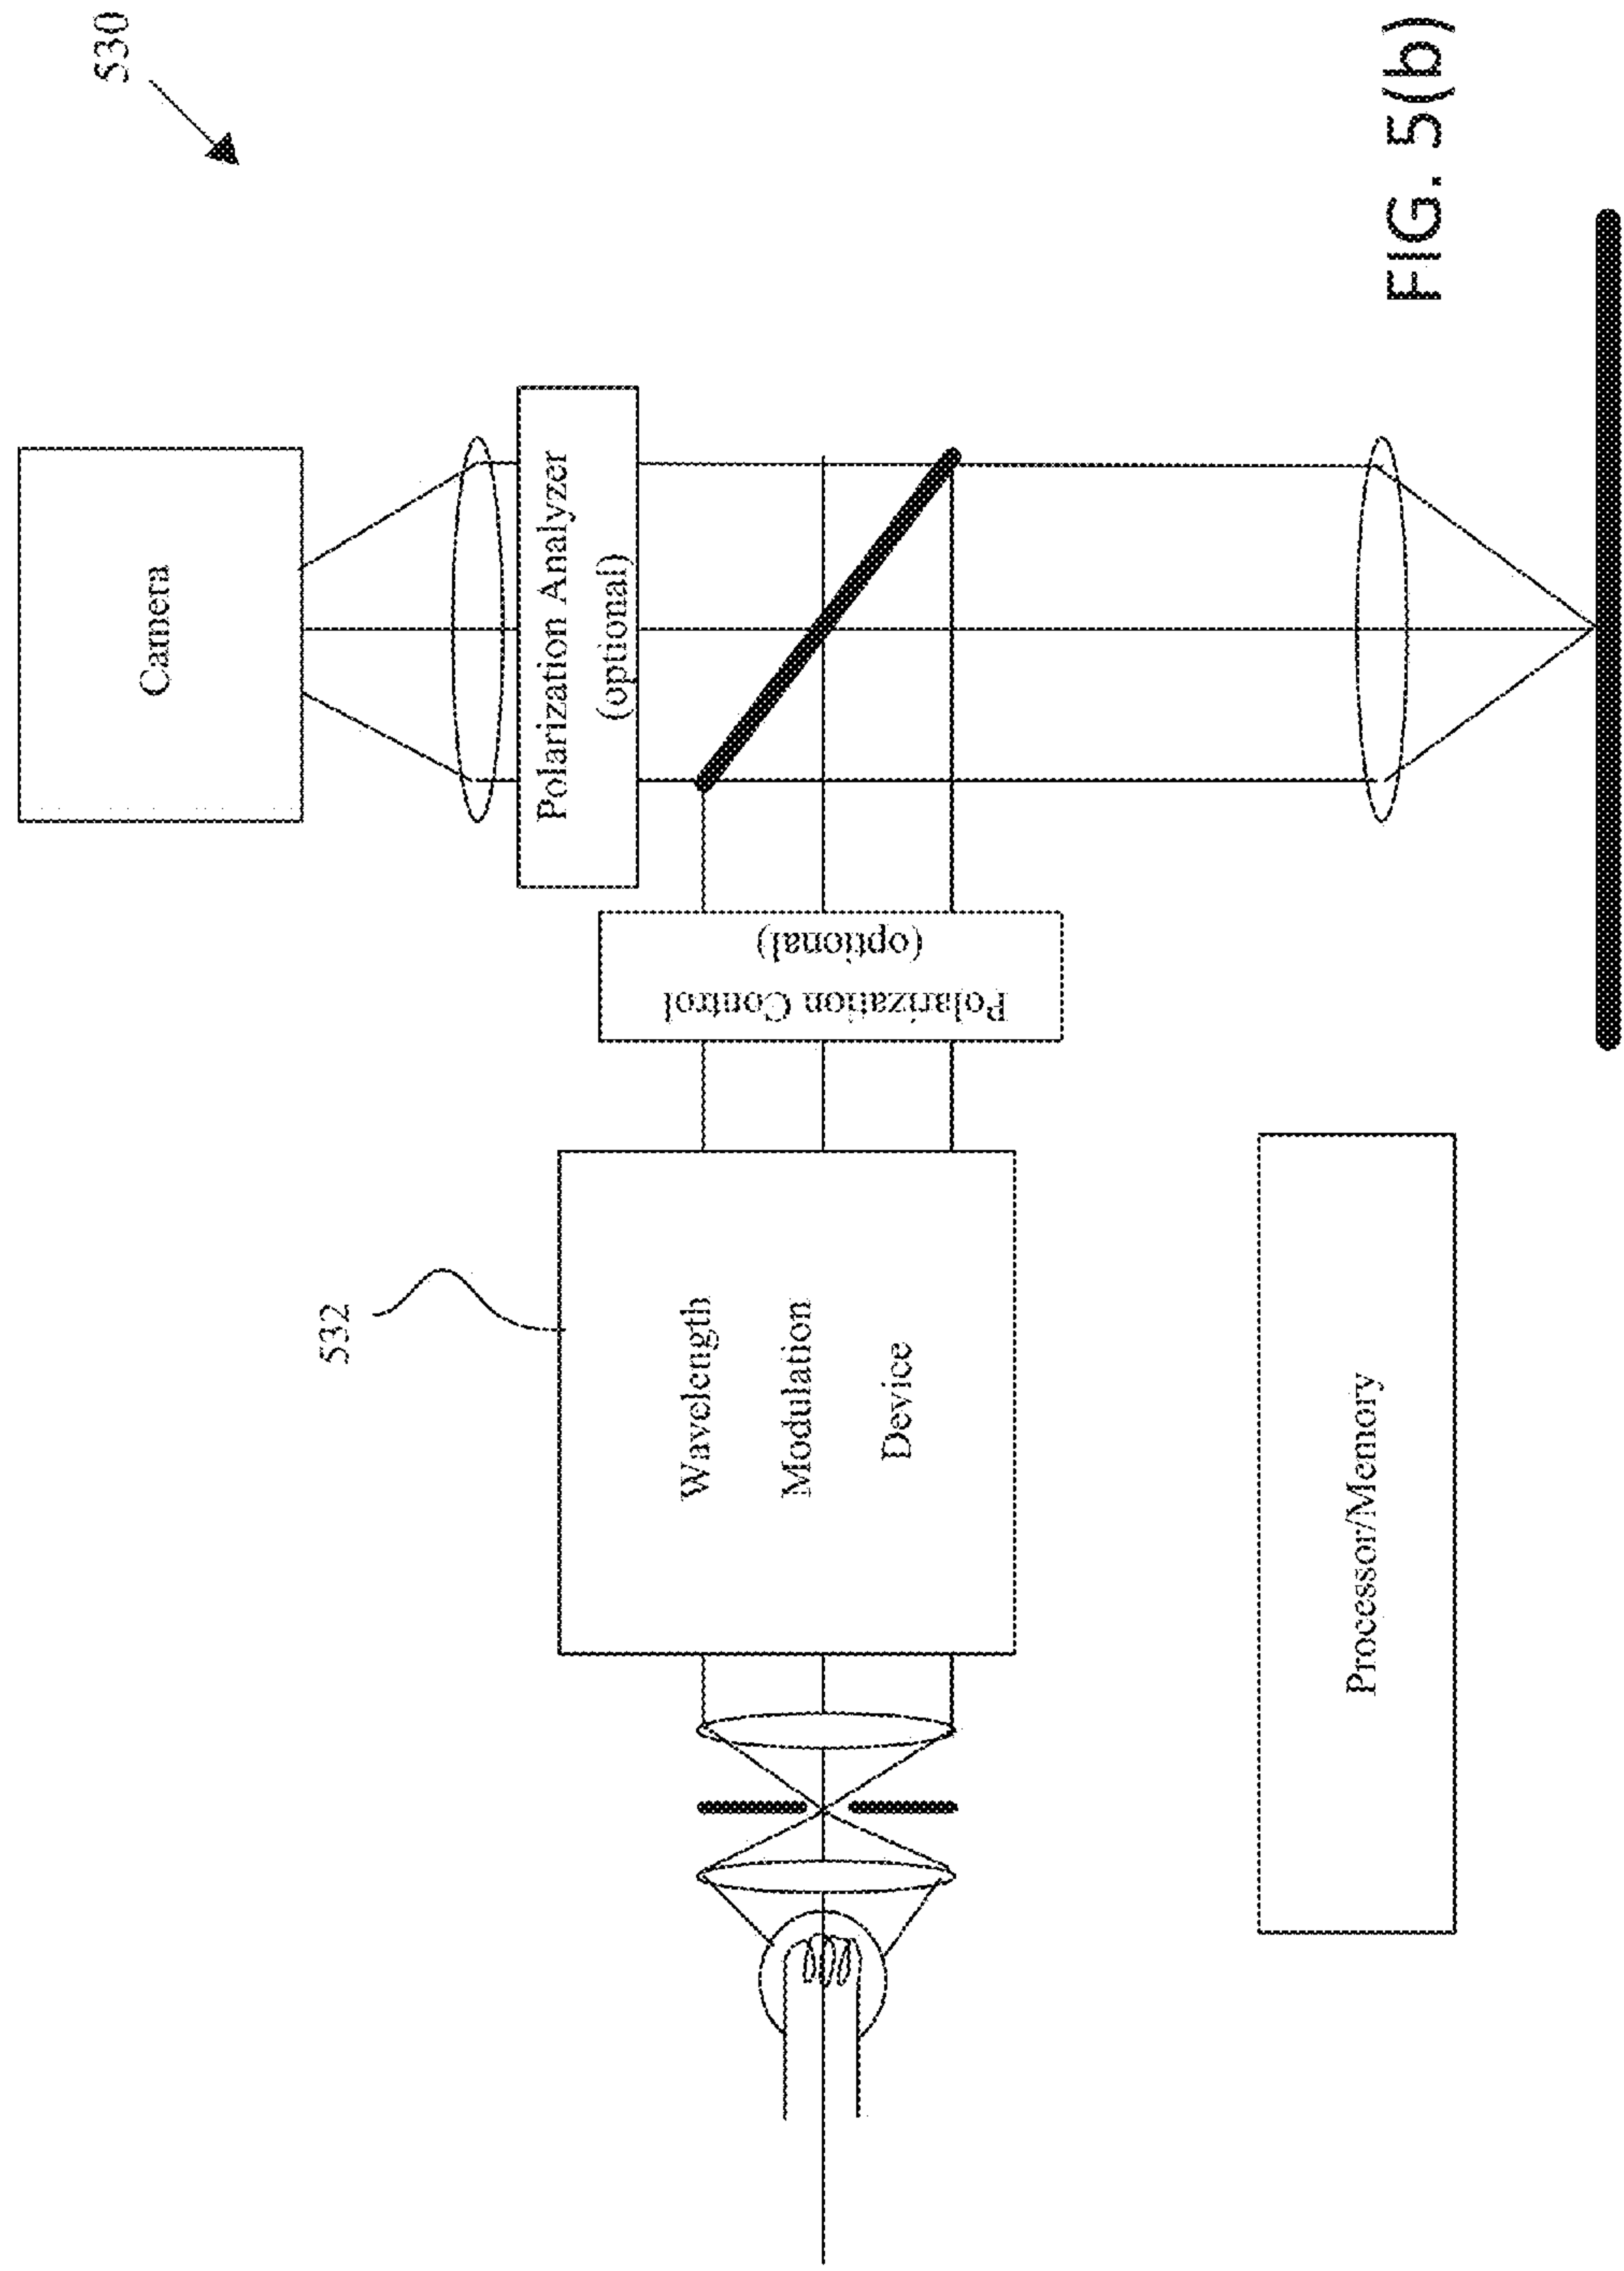 530
Camera
Polarization Analyzer
(optional)
Polarization Control
(optional)
532
Wavelength
Modulation
Device
Processor/Memory
FIG. 5(b)